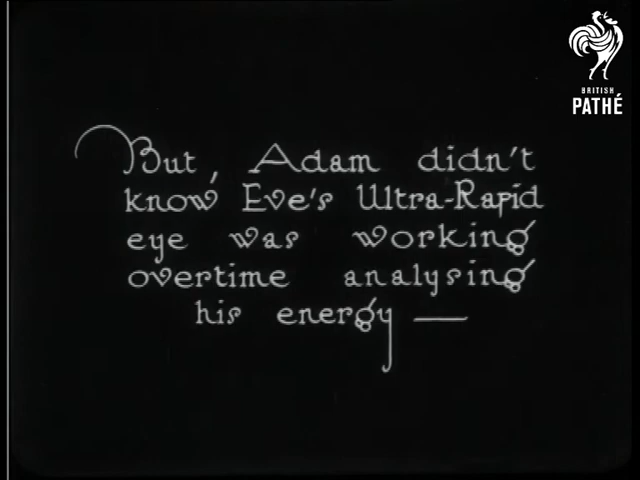 BRITISH
PATHÉ
But, Adam didn't
know Eve's Ultra-Rapid
eye was working
overtime analysing
his energy —